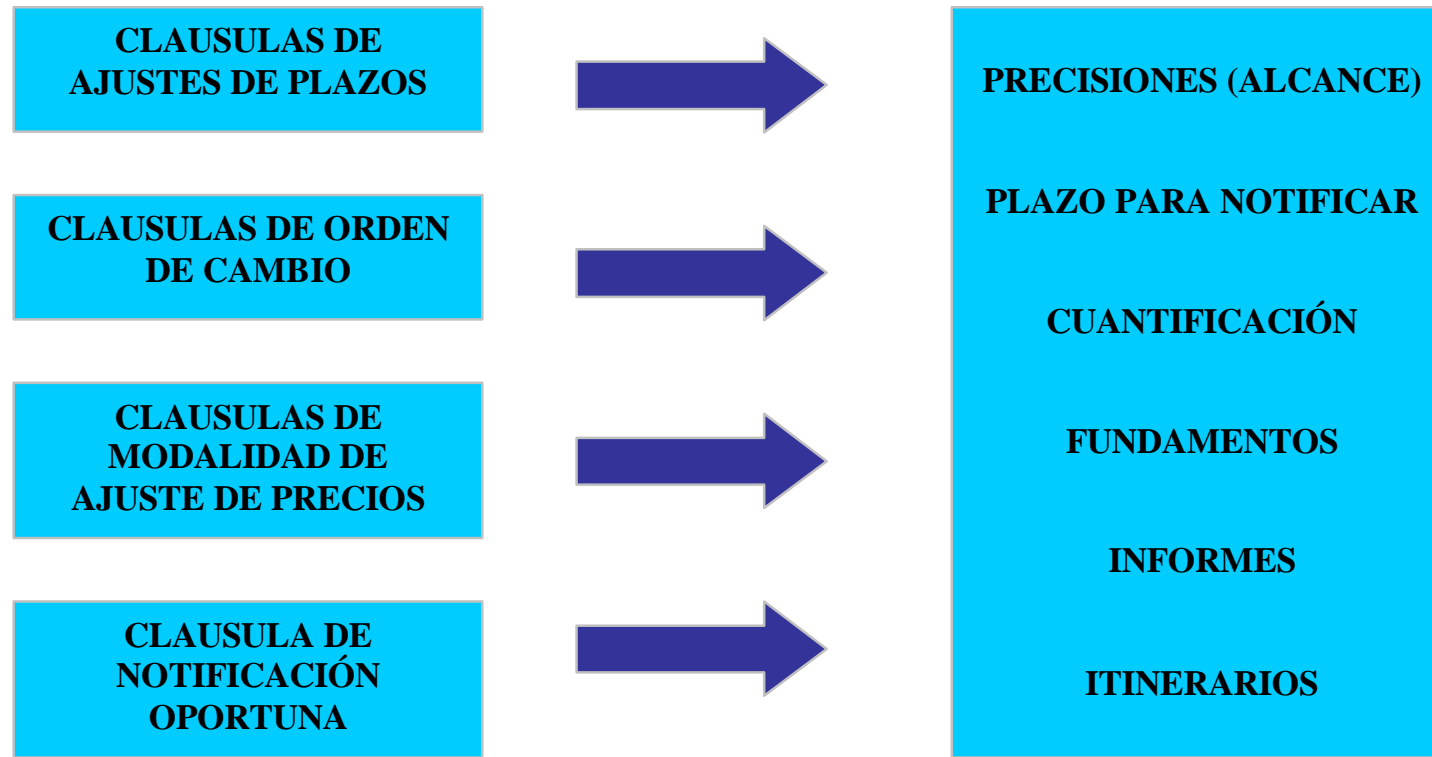 CLAUSULAS DE
AJUSTES DE PLAZOS
CLAUSULAS DE ORDEN
DE CAMBIO
CLAUSULAS DE
MODALIDAD DE
AJUSTE DE PRECIOS
CLAUSULA DE
NOTIFICACIÓN
OPORTUNA
PRECISIONES (ALCANCE)
PLAZO PARA NOTIFICAR
CUANTIFICACIÓN
FUNDAMENTOS
INFORMES
ITINERARIOS